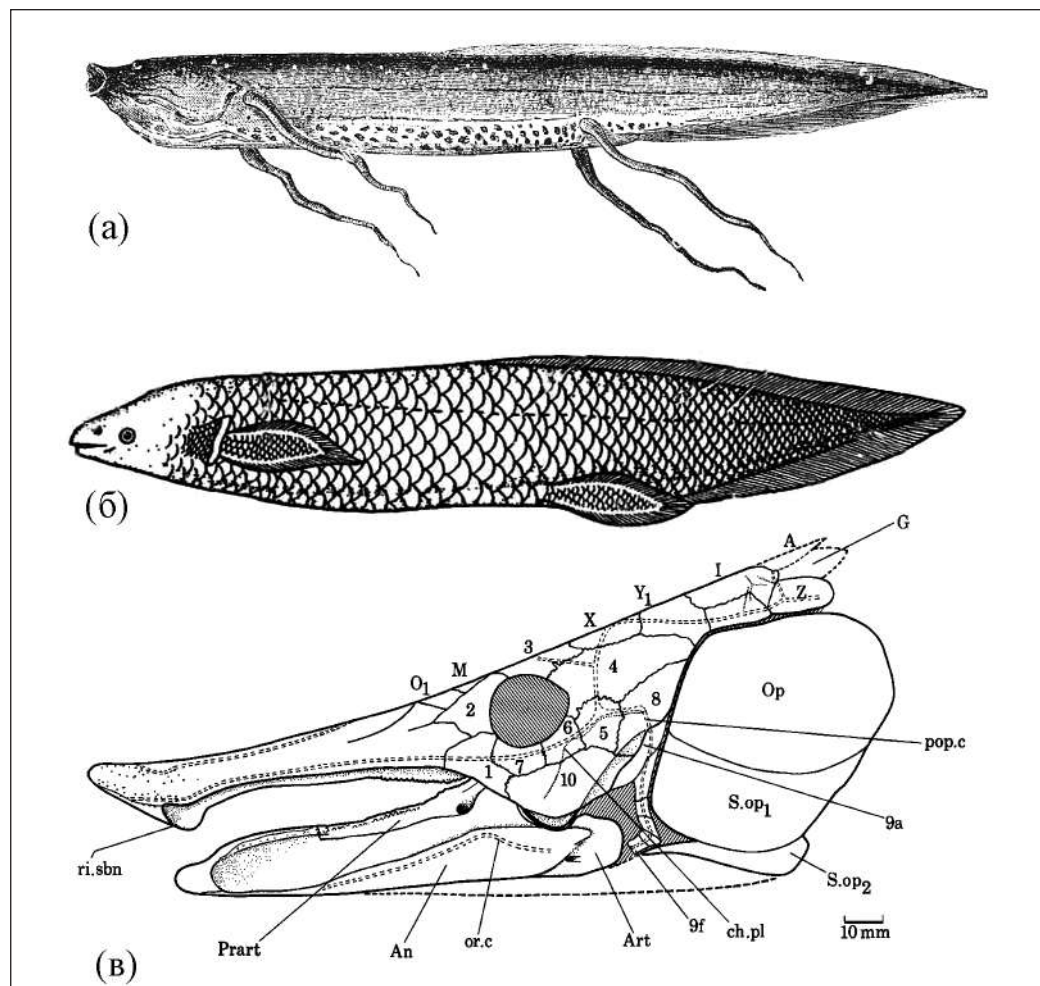 (а)
(б)
A
G
I
Z
Y1
X
3
4
M
O1
2
Op
8
6
5
pop.c
1
7
10
S.op1
9a
ri.sbn
S.op2
Prart
An
or.c
Art
9f
ch.pl
10 mm
(в)